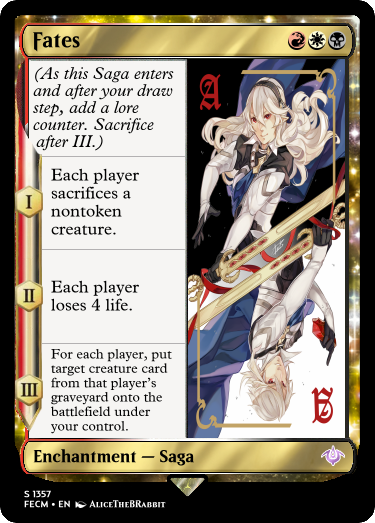 Fates
(As this Saga enters
and after your draw
step, add a lore
counter. Sacrifice
after III.)
I
Each player
sacrifices a
nontoken
creature.
II
Each player
loses 4 life.
III
For each player, put
target creature card
from that player's
graveyard onto the
battlefield under
your control.
A
A
Enchantment — Saga
S 1357
FECM • EN AliceTheBRabbit